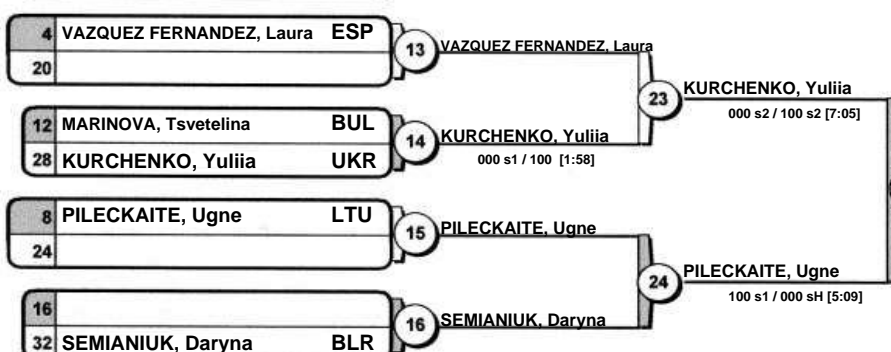 4 VAZQUEZ FERNANDEZ, Laura ESP
20
13 VAZQUEZ FERNANDEZ, Laura
23 KURCHENKO, Yuliia
000 s2 / 100 s2 [7:05]
12 MARINOVA, Tsvetelina BUL
28 KURCHENKO, Yuliia UKR
14 KURCHENKO, Yuliia
000 s1 / 100 [1:58]
8 PILECKAITE, Ugne LTU
24
15 PILECKAITE, Ugne
24 PILECKAITE, Ugne
100 s1 / 000 sH [5:09]
16
32 SEMIANIUK, Daryna BLR
16 SEMIANIUK, Daryna